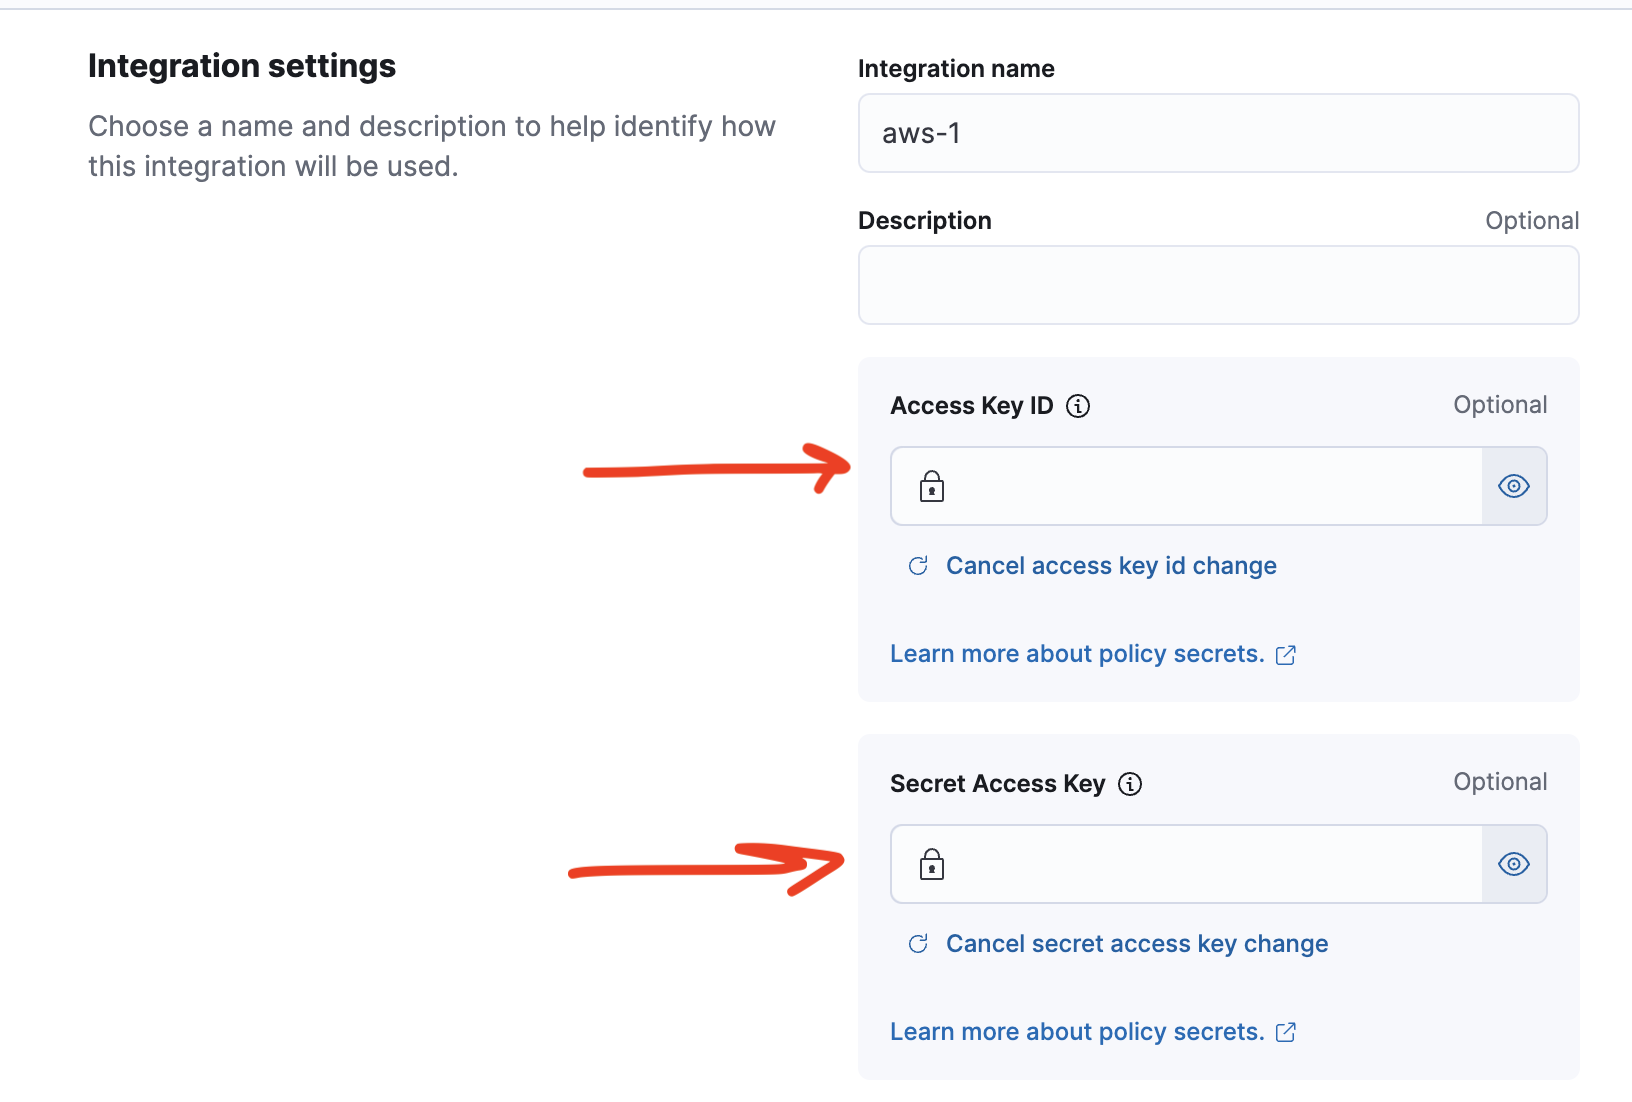 Integration settings
Choose a name and description to help identify how
this integration will be used.
Integration name
aws-1
Description
Optional
Access Key ID
Optional
Cancel access key id change
Learn more about policy secrets.
Secret Access Key
Optional
Cancel secret access key change
Learn more about policy secrets.